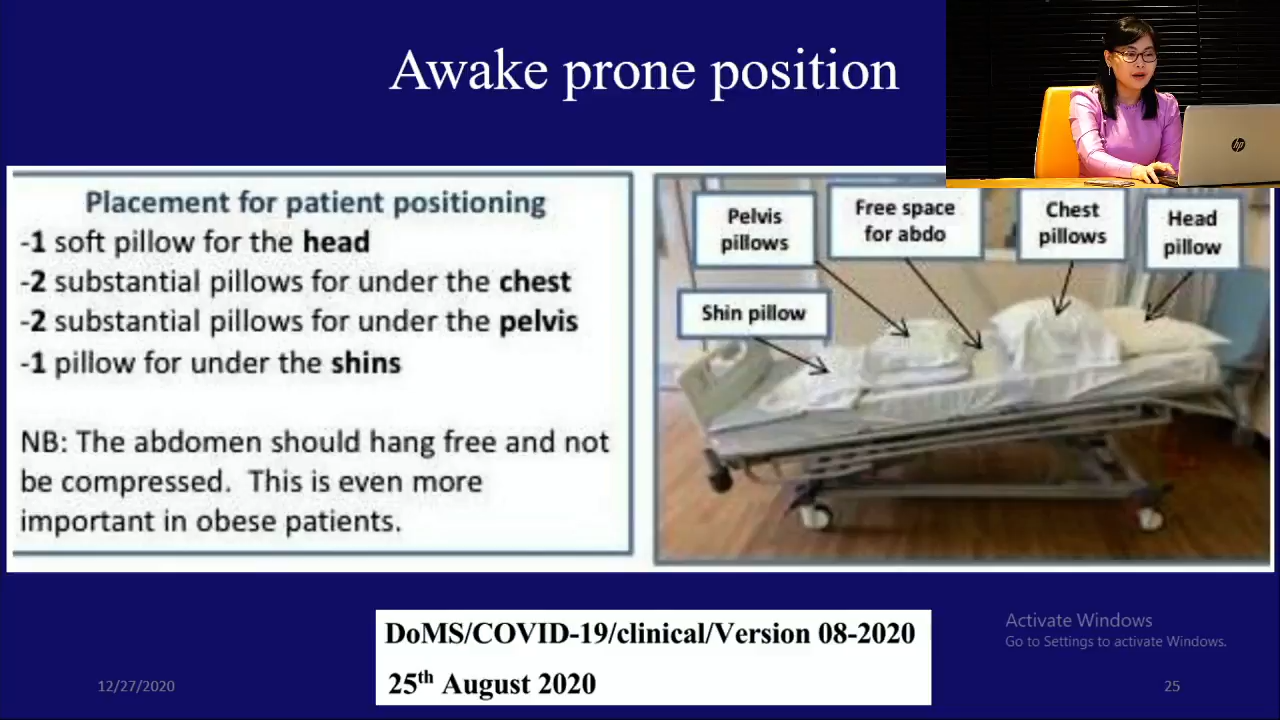 Awake prone position
Placement for patient positioning
-1 soft pillow for the head
-2 substantial pillows for under the chest
-2 substantial pillows for under the pelvis
-1 pillow for under the shins
NB: The abdomen should hang free and not
be compressed. This is even more
important in obese patients.
Pelvis
pillows
Free space
for abdo
Chest
pillows
Head
pillow
Shin pillow
hp
DoMS/COVID-19/clinical/Version 08-2020
25th August 2020
Activate Windows
Go to Settings to activate Windows.
12/27/2020
25